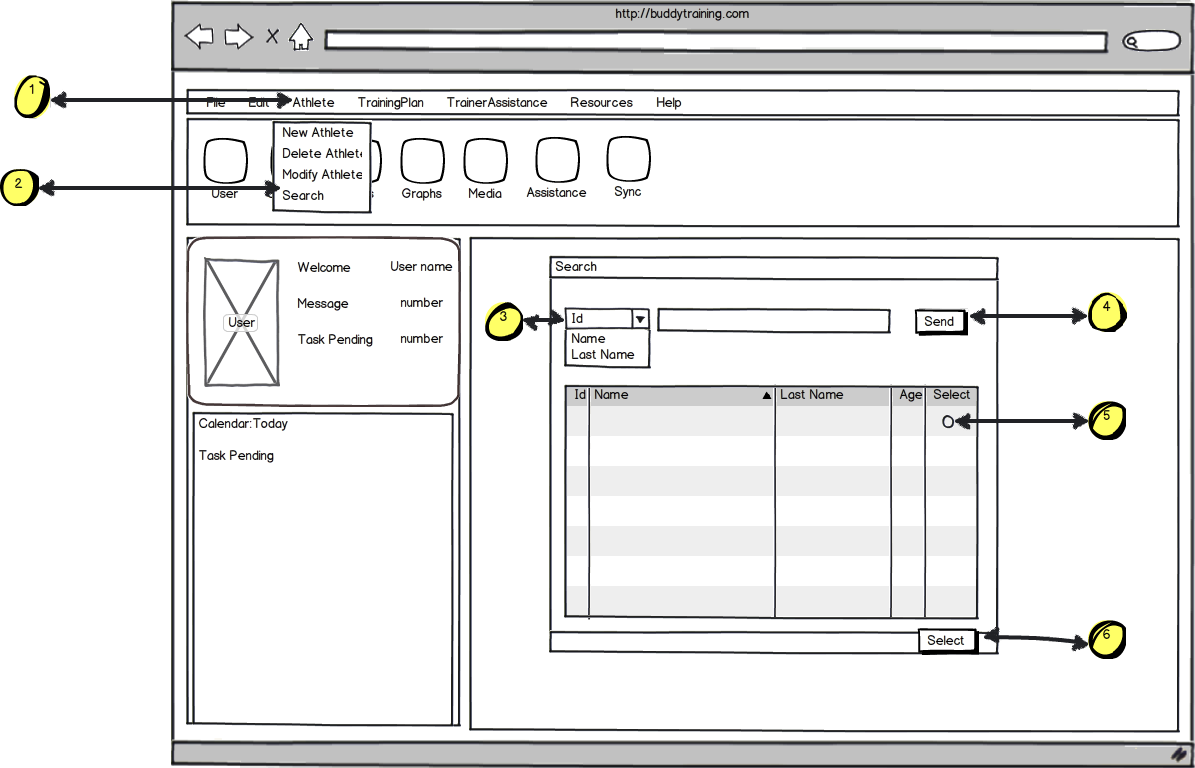 http://buddytraining.com
1
File Edit Athlete TrainingPlan TrainerAssistance Resources Help
New Athlete
Delete Athlete
Modify Athlete
Search
2
User s Graphs Media Assistance Sync
Welcome User name
Message number
User
Task Pending number
Calendar:Today
Task Pending
Search
3
Id
Name
Last Name
Send
4
Id Name Last Name Age Select
5
Select
6